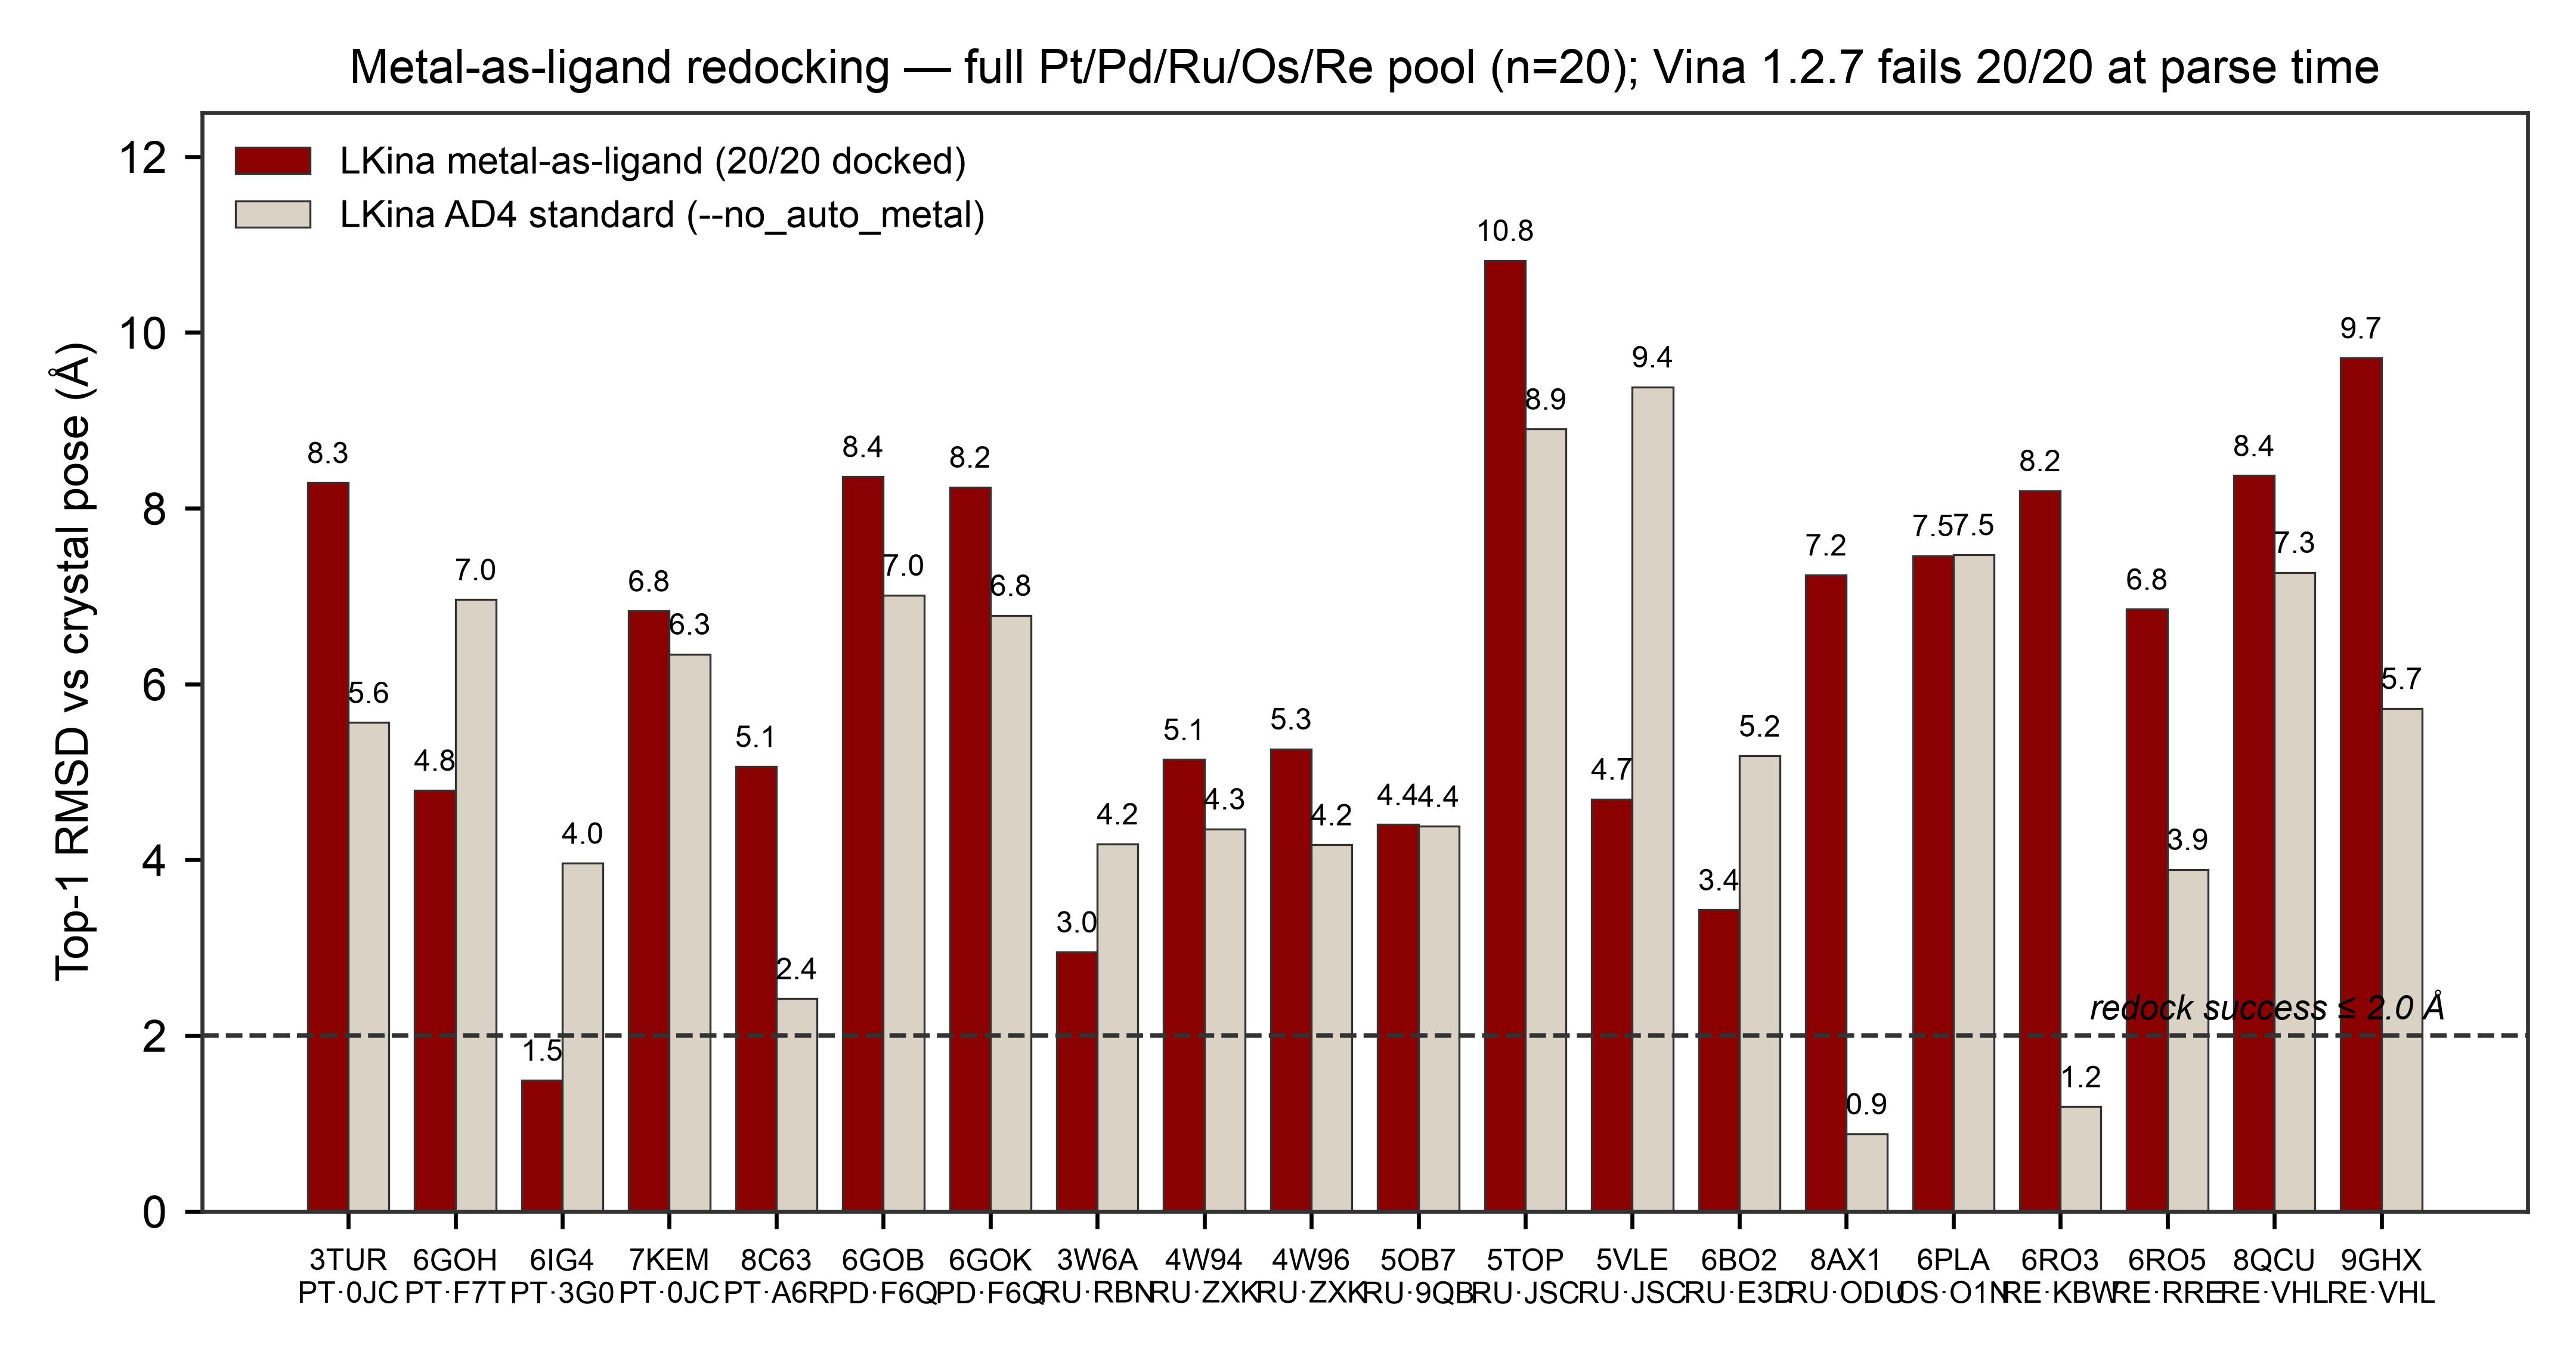 Metal-as-ligand redocking — full Pt/Pd/Ru/Os/Re pool (n=20); Vina 1.2.7 fails 20/20 at parse time
LKina metal-as-ligand (20/20 docked)
LKina AD4 standard (--no_auto_metal)
Top-1 RMSD vs crystal pose (Å)
12
10
8
6
4
2
0
8.3 5.6 4.8 7.0 1.5 4.0 6.8 6.3 5.1 2.4 8.4 7.0 8.2 6.8 3.0 4.2 5.1 4.3 5.3 4.2 4.4 4.4 10.8 8.9 4.7 9.4 3.4 5.2 7.2 0.9 7.5 7.5 8.2 1.2 6.8 3.9 8.4 7.3 9.7 5.7
redock success ≤ 2.0 Å
3TUR 6GOH 6IG4 7KEM 8C63 6GOB 6GOK 3W6A 4W94 4W96 5OB7 5TOP 5VLE 6BO2 8AX1 6PLA 6RO3 6RO5 8QCU 9GHX
PT·0JC PT·F7T PT·3G0 PT·0JC PT·A6R PD·F6Q PD·F6Q RU·RBN RU·ZXK RU·ZXK RU·9QB RU·JSC RU·JSC RU·E3D RU·ODU OS·O1N RE·KBW RE·RRE RE·VHL RE·VHL